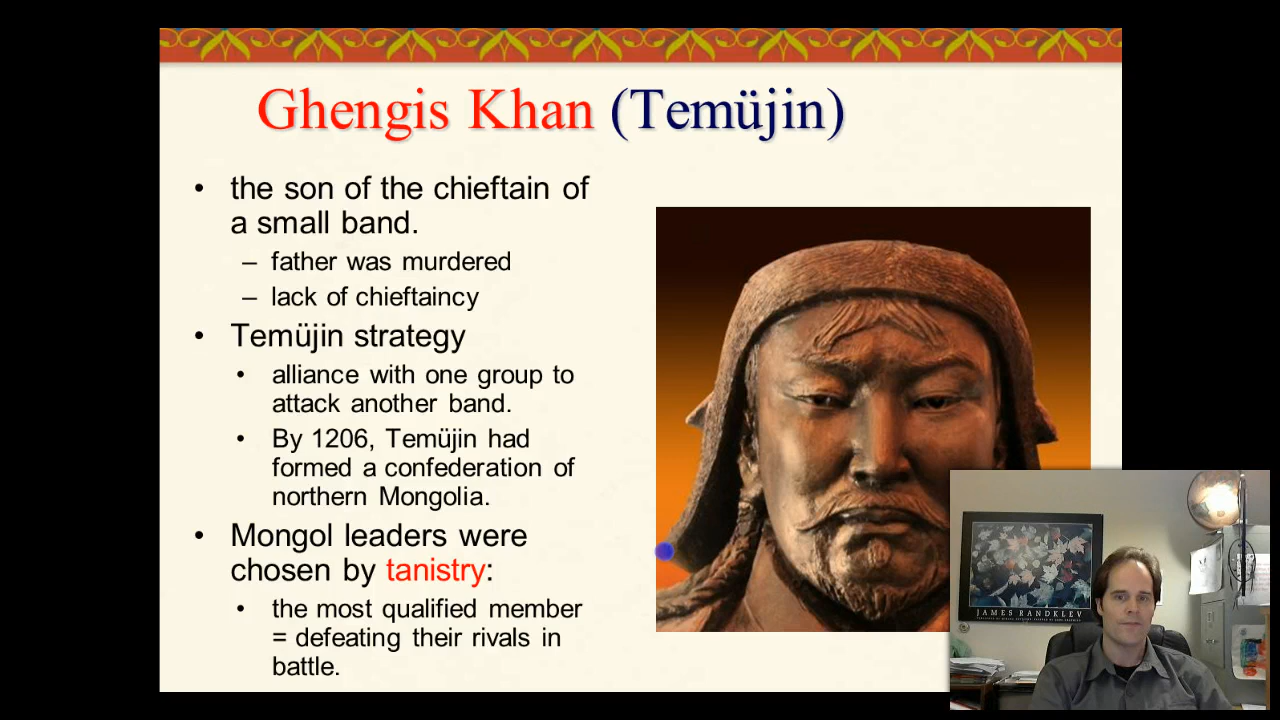 Ghengis Khan (Temüjin)
• the son of the chieftain of
a small band.
– father was murdered
– lack of chieftaincy
• Temüjin strategy
• alliance with one group to
attack another band.
• By 1206, Temüjin had
formed a confederation of
northern Mongolia.
• Mongol leaders were
chosen by tanistry:
• the most qualified member
= defeating their rivals in
battle.
JAMES RANDKLEV